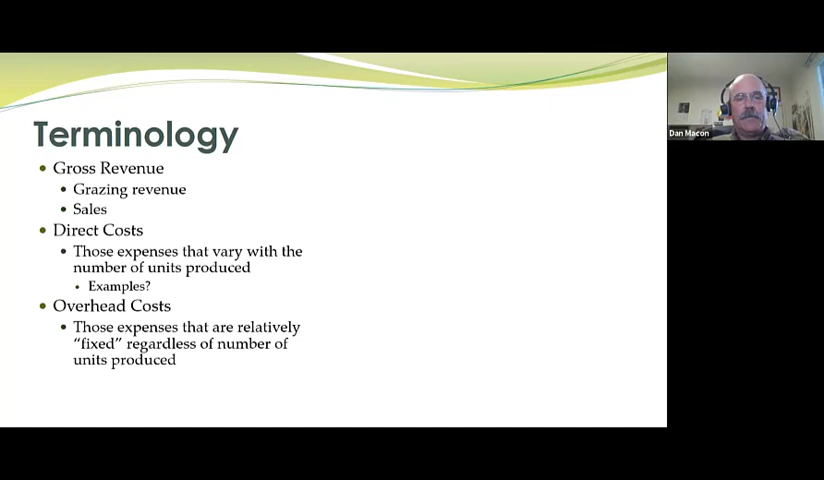 Terminology
Gross Revenue
Grazing revenue
Sales
Direct Costs
Those expenses that vary with the
number of units produced
Examples?
Overhead Costs
Those expenses that are relatively
“fixed” regardless of number of
units produced
Dan Macon